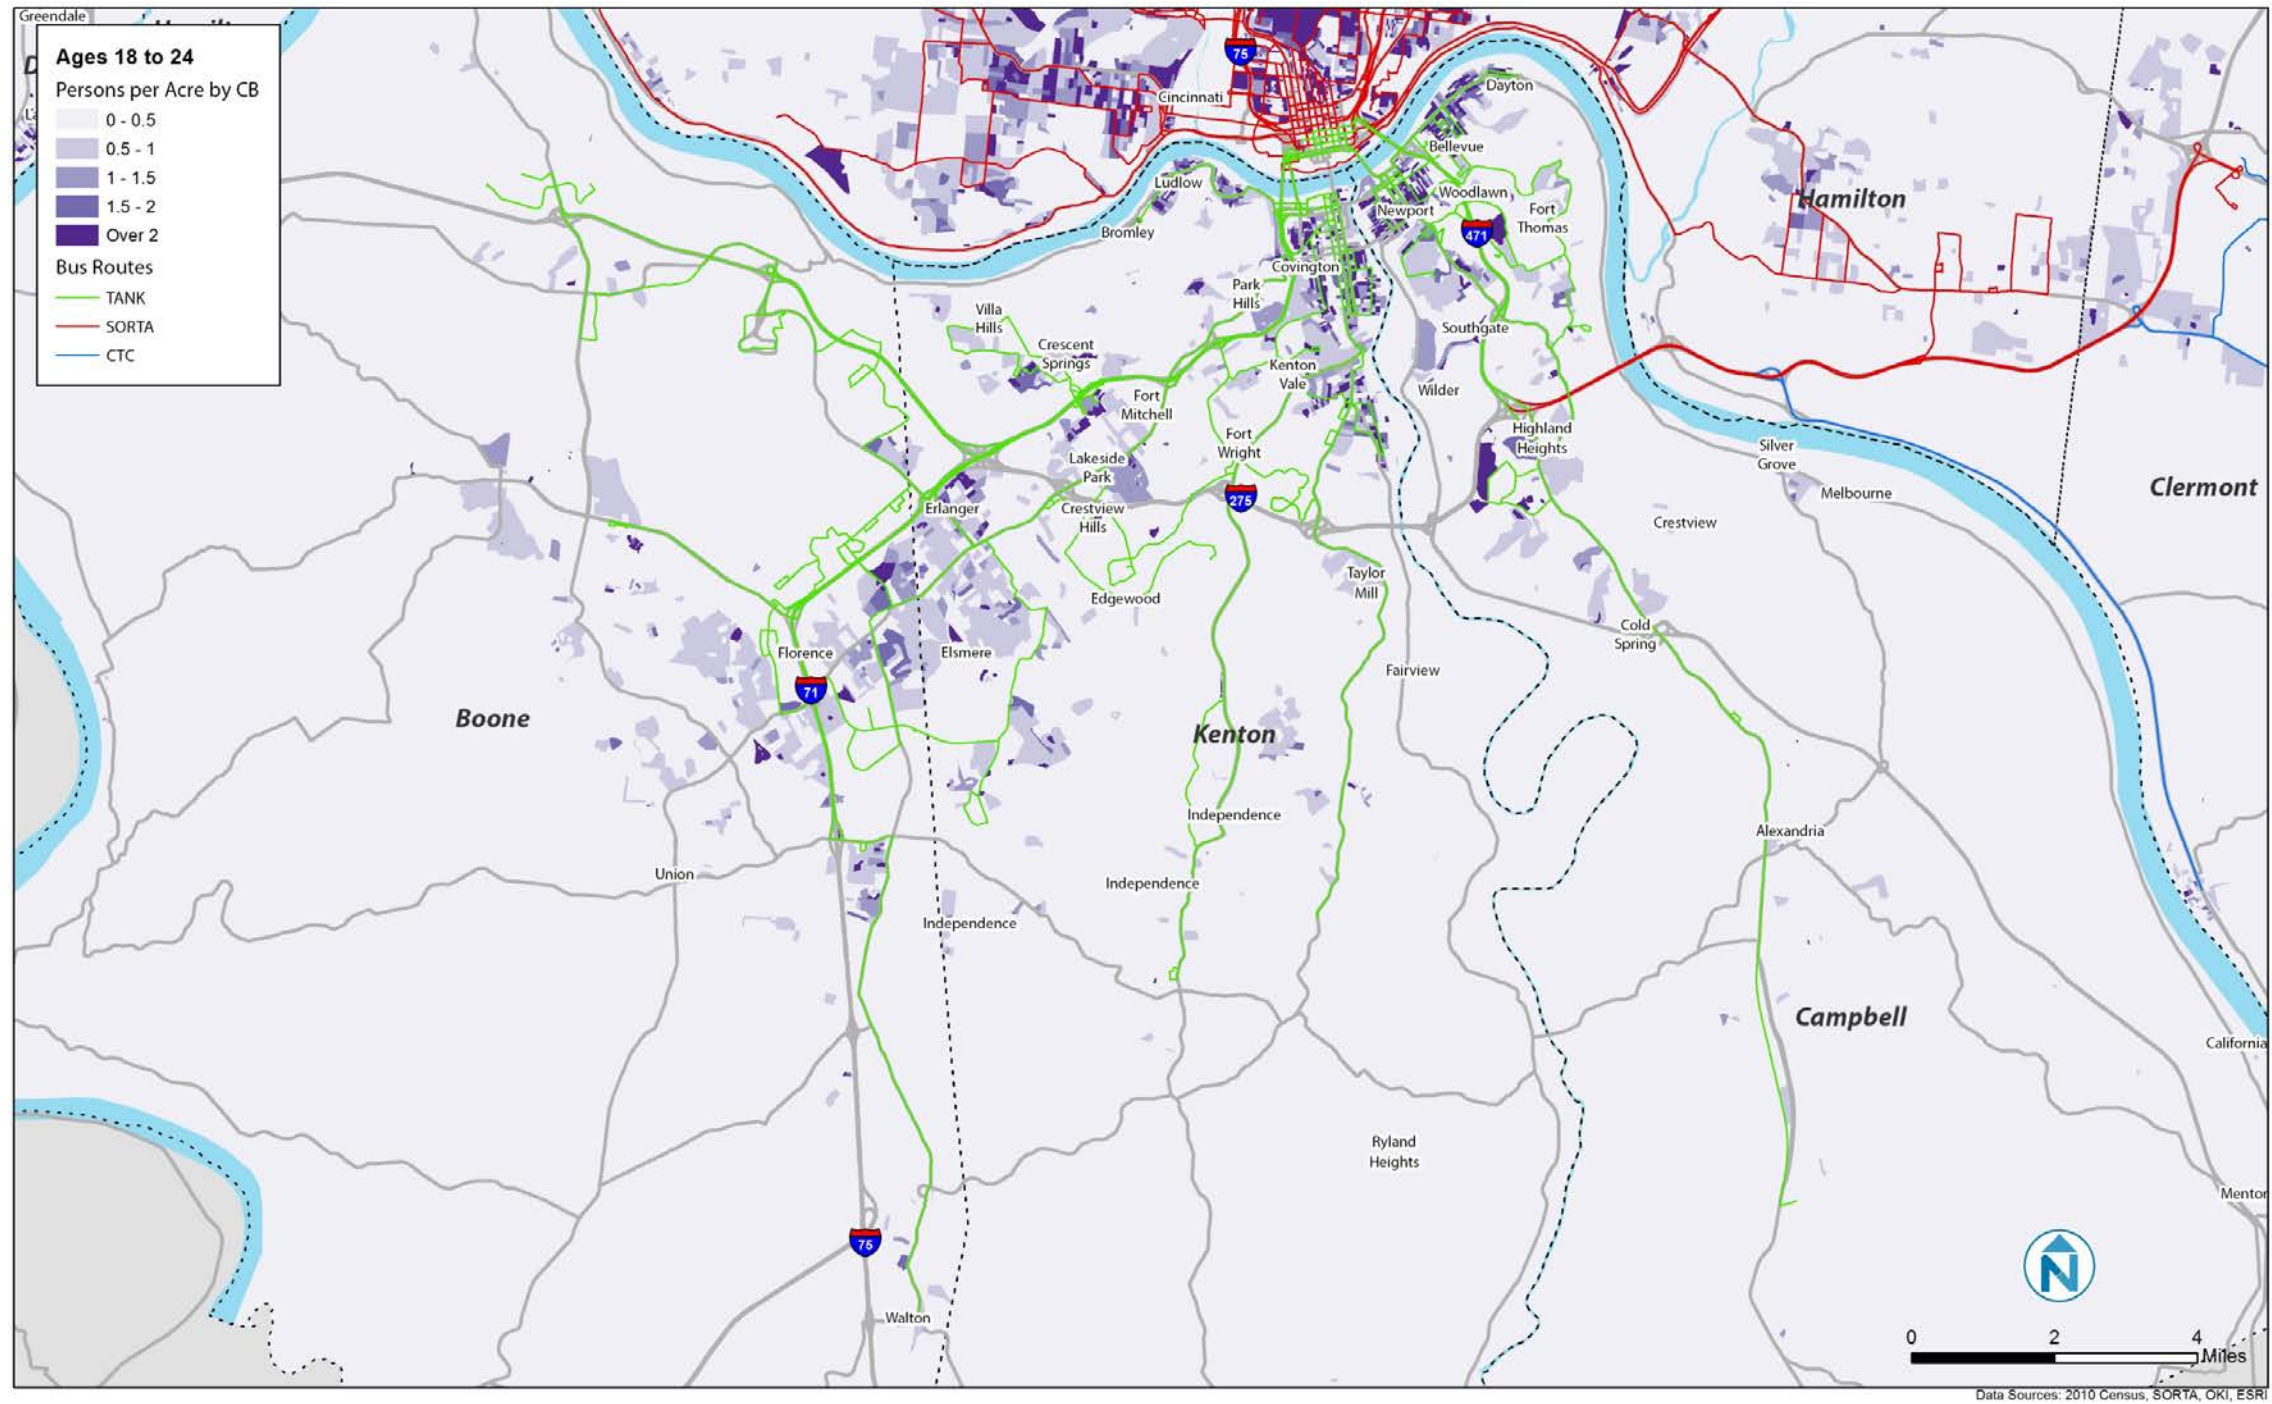 Greendale
Ages 18 to 24
Persons per Acre by CB
0 - 0.5
0.5 - 1
1 - 1.5
1.5 - 2
Over 2
Bus Routes
TANK
SORTA
CTC
75
Cincinnati
Dayton
Bellevue
Ludlow
Woodlawn
Hamilton
Newport
Fort
Thomas
Bromley
471
Covington
Park
Hills
Villa
Hills
Southgate
Crescent
Springs
Kenton
Vale
Wilder
Fort
Mitchell
Highland
Heights
Fort
Wright
Silver
Grove
Lakeside
Park
Clermont
Melbourne
275
Erlanger
Crestview
Hills
Crestview
Taylor
Mill
Edgewood
Cold
Spring
Florence
Elsmere
Fairview
71
Boone
Kenton
Independence
Alexandria
Union
Independence
Independence
Campbell
California
Ryland
Heights
Mentor
75
Walton
N
0 2 4
Miles
Data Sources: 2010 Census, SORTA, OKI, ESRI